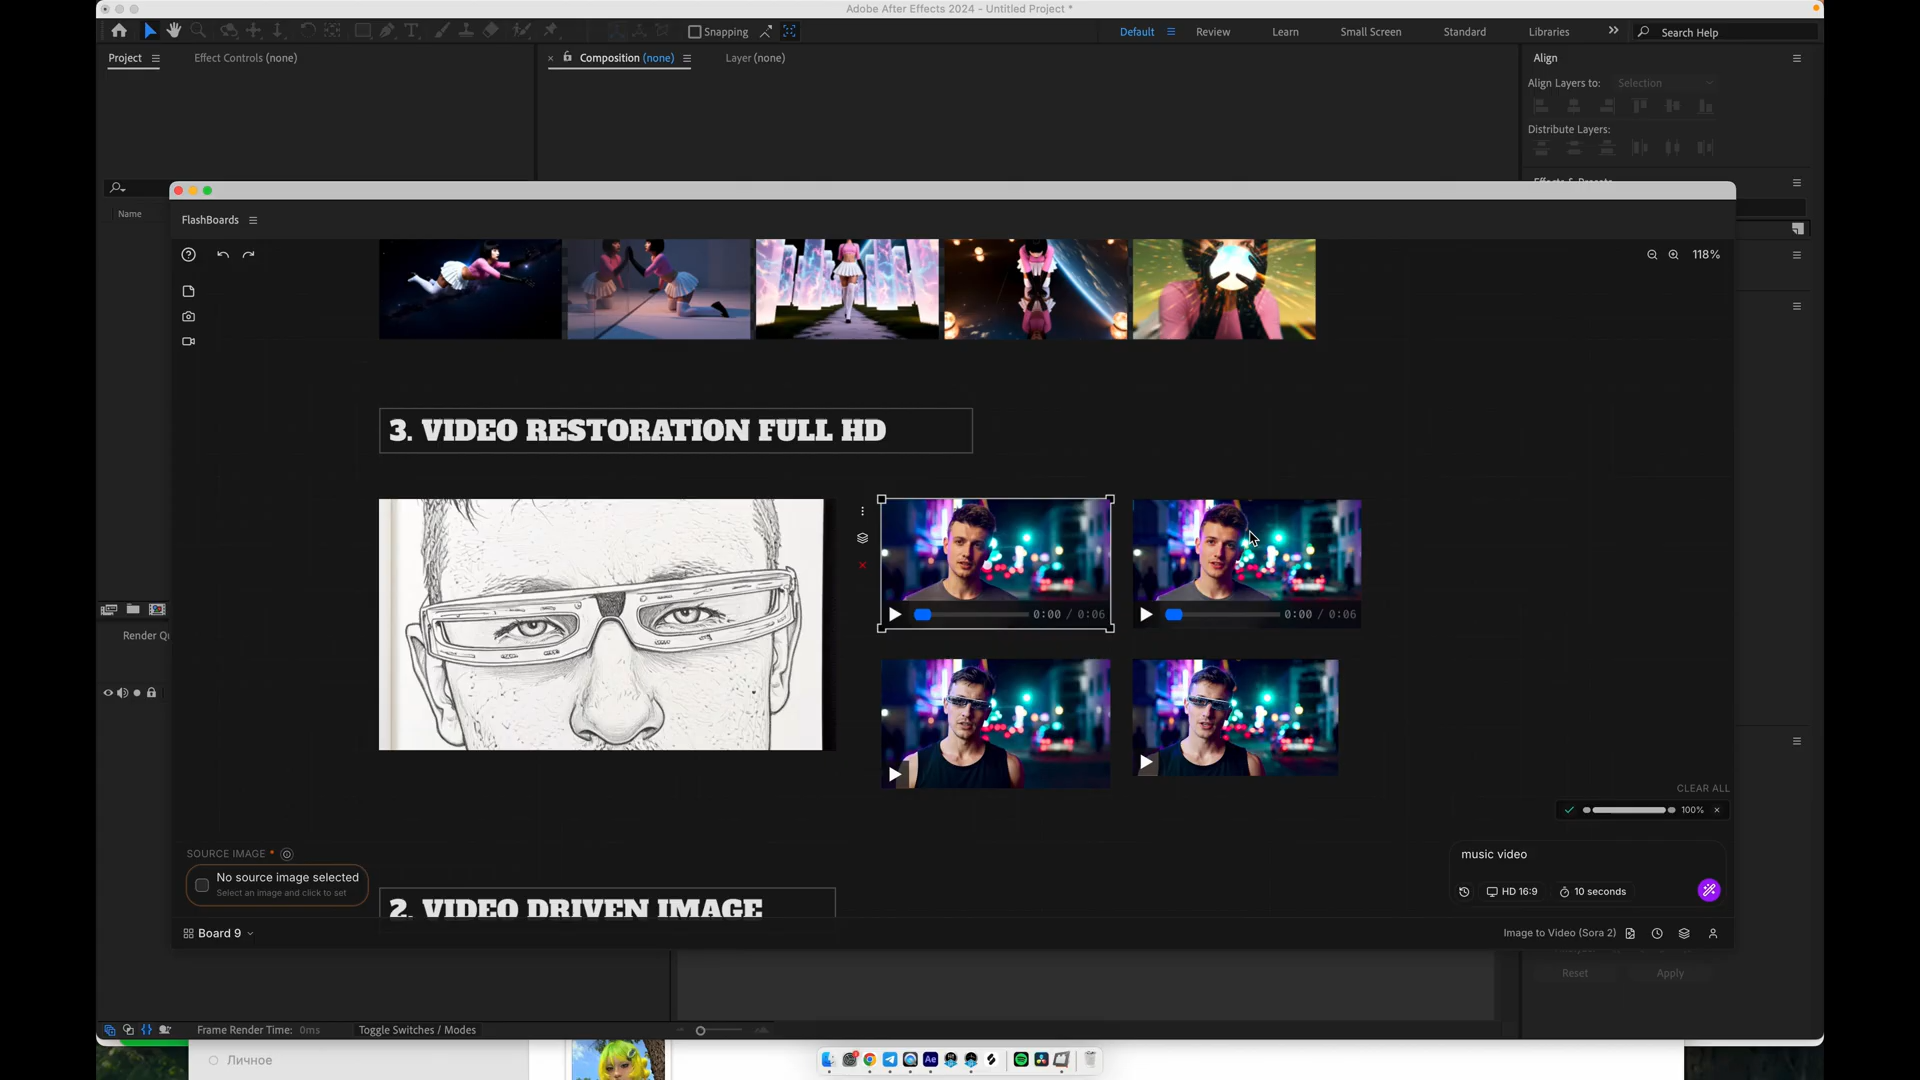 Adobe After Effects 2024 - Untitled Project *
Snapping
Default
Review
Learn
Small Screen
Standard
Libraries
Search Help
Project
Effect Controls (none)
Composition (none)
Layer (none)
Align
Align Layers to:
Selection
Distribute Layers:
Name
FlashBoards
118%
3. VIDEO RESTORATION FULL HD
0:00 / 0:06
0:00 / 0:06
Render Qu
CLEAR ALL
100%
SOURCE IMAGE *
No source image selected
Select an image and click to set
music video
HD 16:9
10 seconds
2. VIDEO DRIVEN IMAGE
Board 9
Image to Video (Sora 2)
Reset
Apply
Frame Render Time: 0ms
Toggle Switches / Modes
Личное
Ae